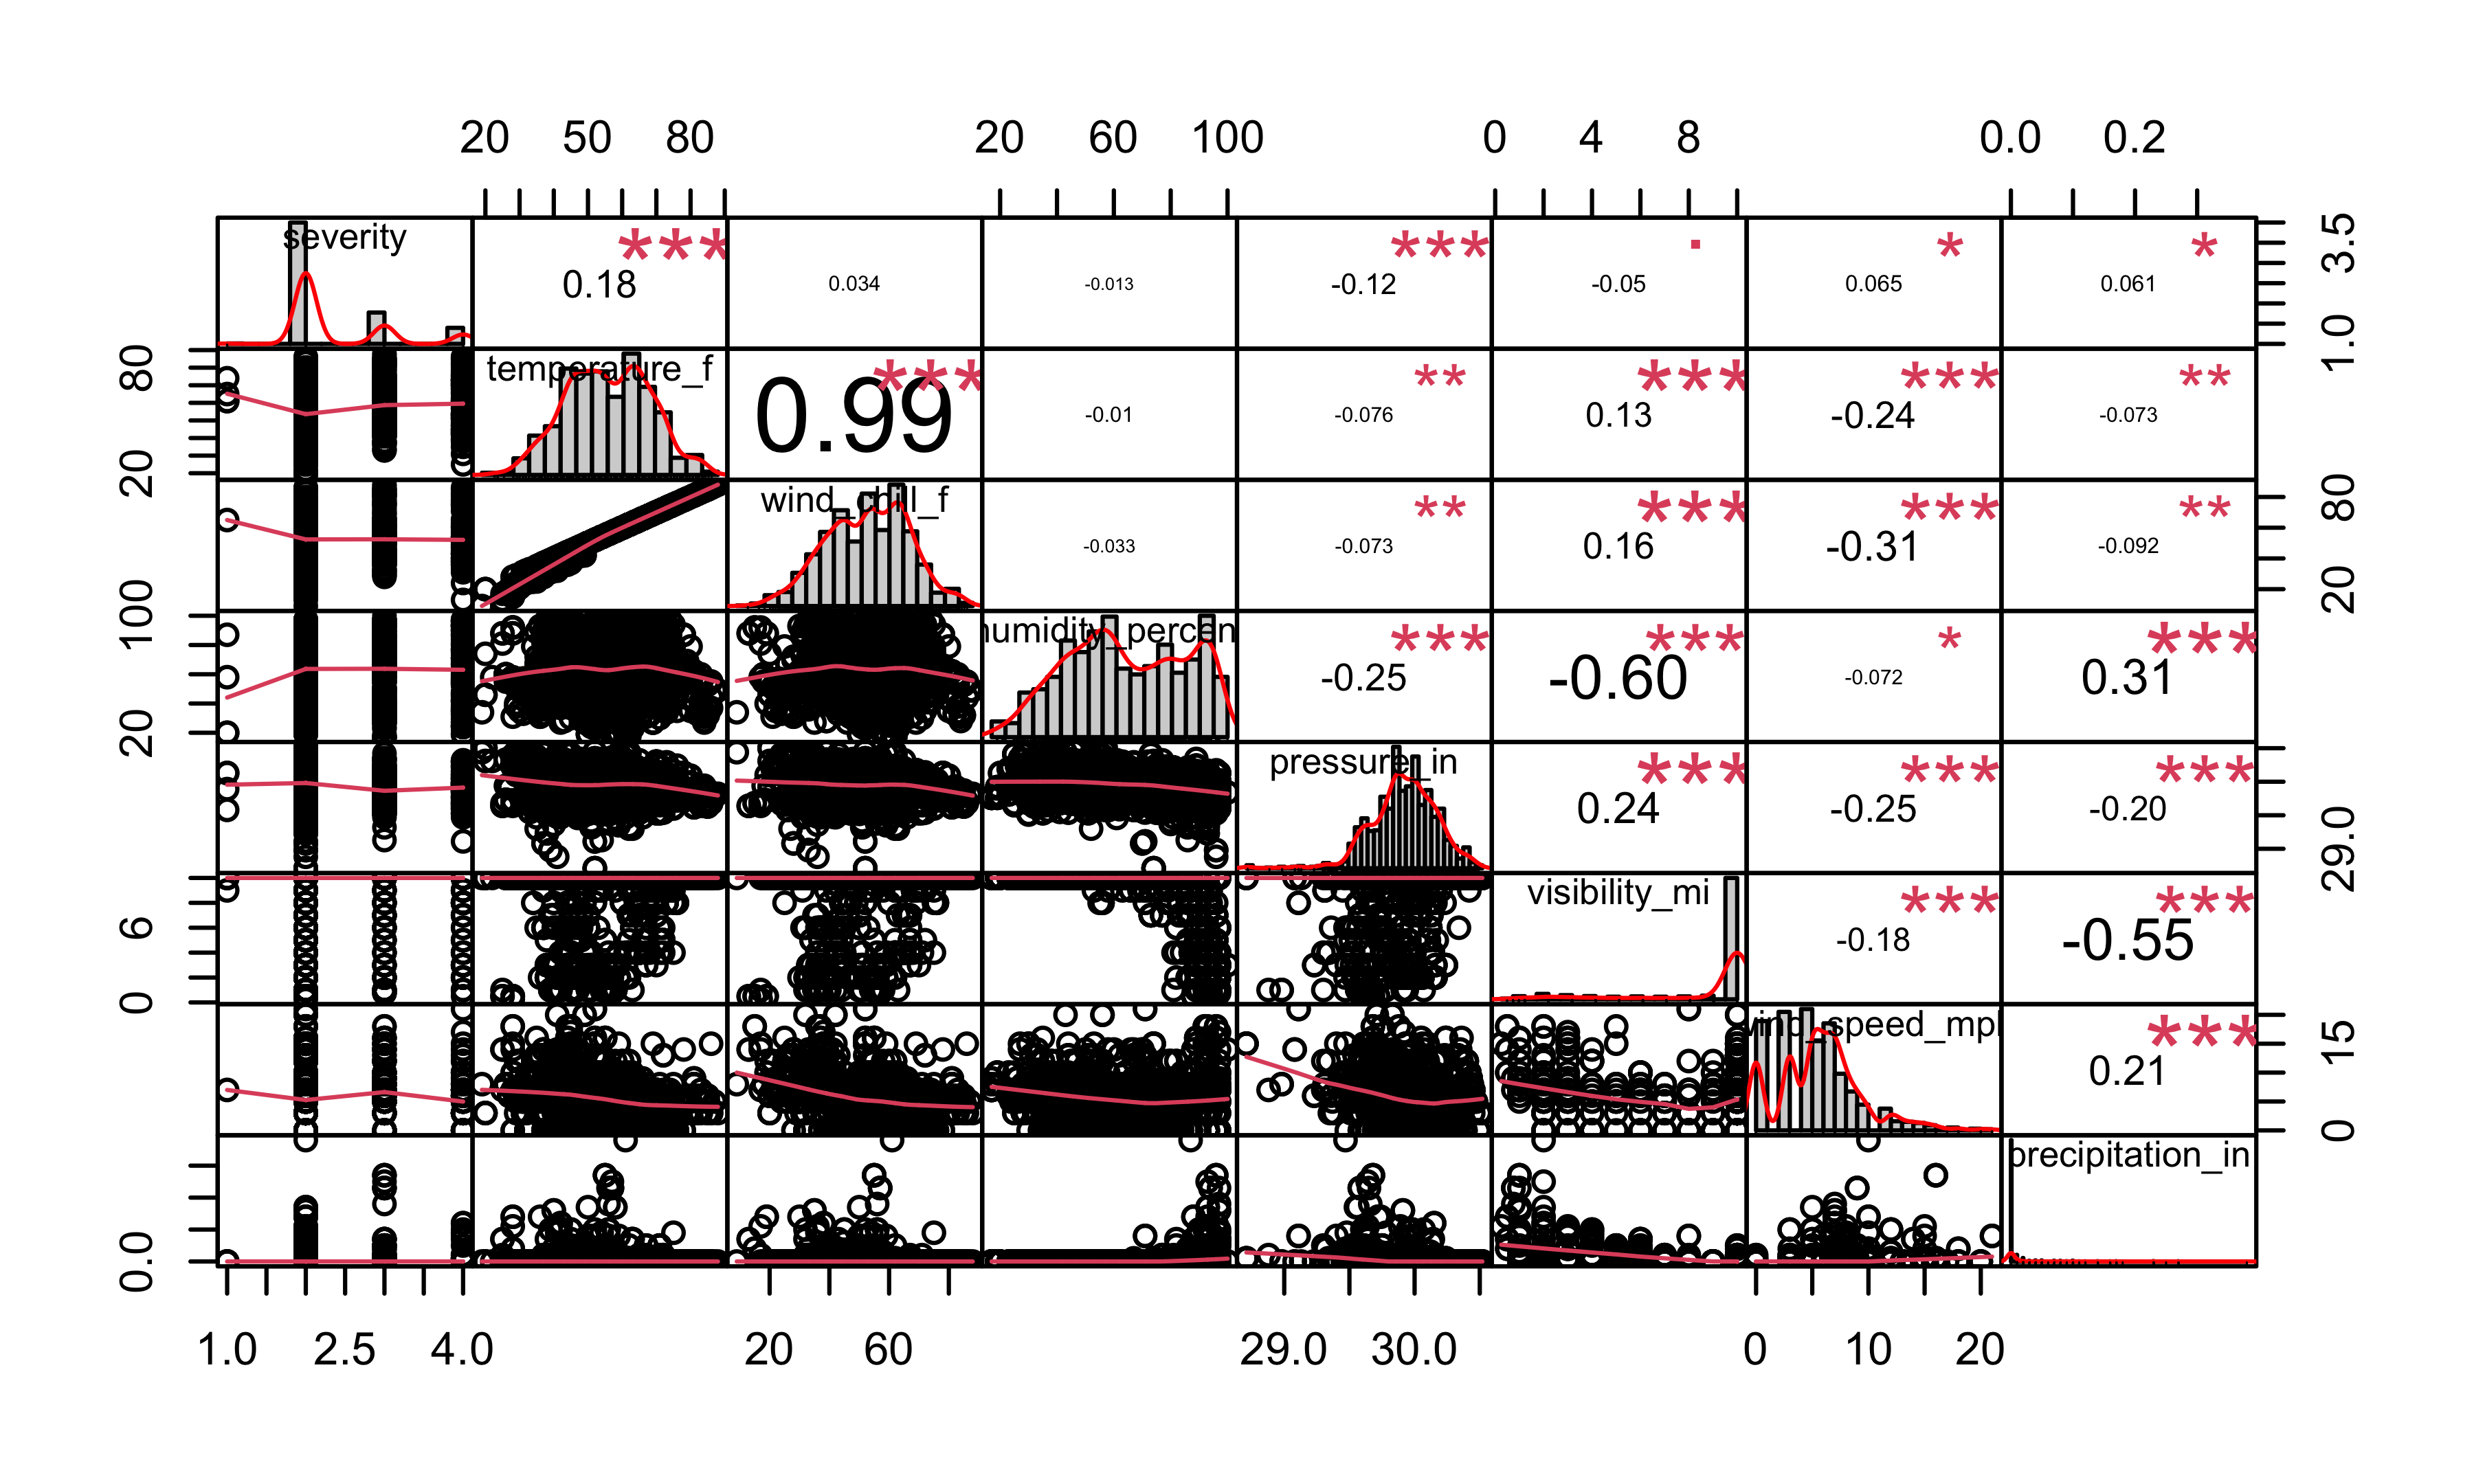 20 50 80 20 60 100 0 4 8 0.0 0.2
severity *** 0.18 0.034 -0.013 *** -0.12 . -0.05 * 0.065 * 0.061 1.0 3.5
20 80 temperature_f *** 0.99 -0.01 ** -0.076 *** 0.13 *** -0.24 ** -0.073
wind_chill_f -0.033 ** -0.073 *** 0.16 *** -0.31 ** -0.092 20 80
20 100 humidity_percen *** -0.25 *** -0.60 * -0.072 *** 0.31
pressure_in *** 0.24 *** -0.25 *** -0.20 29.0
0 6 visibility_mi *** -0.18 *** -0.55
wind_speed_mpl *** 0.21 0 15
0.0 precipitation_in
1.0 2.5 4.0 20 60 29.0 30.0 0 10 20